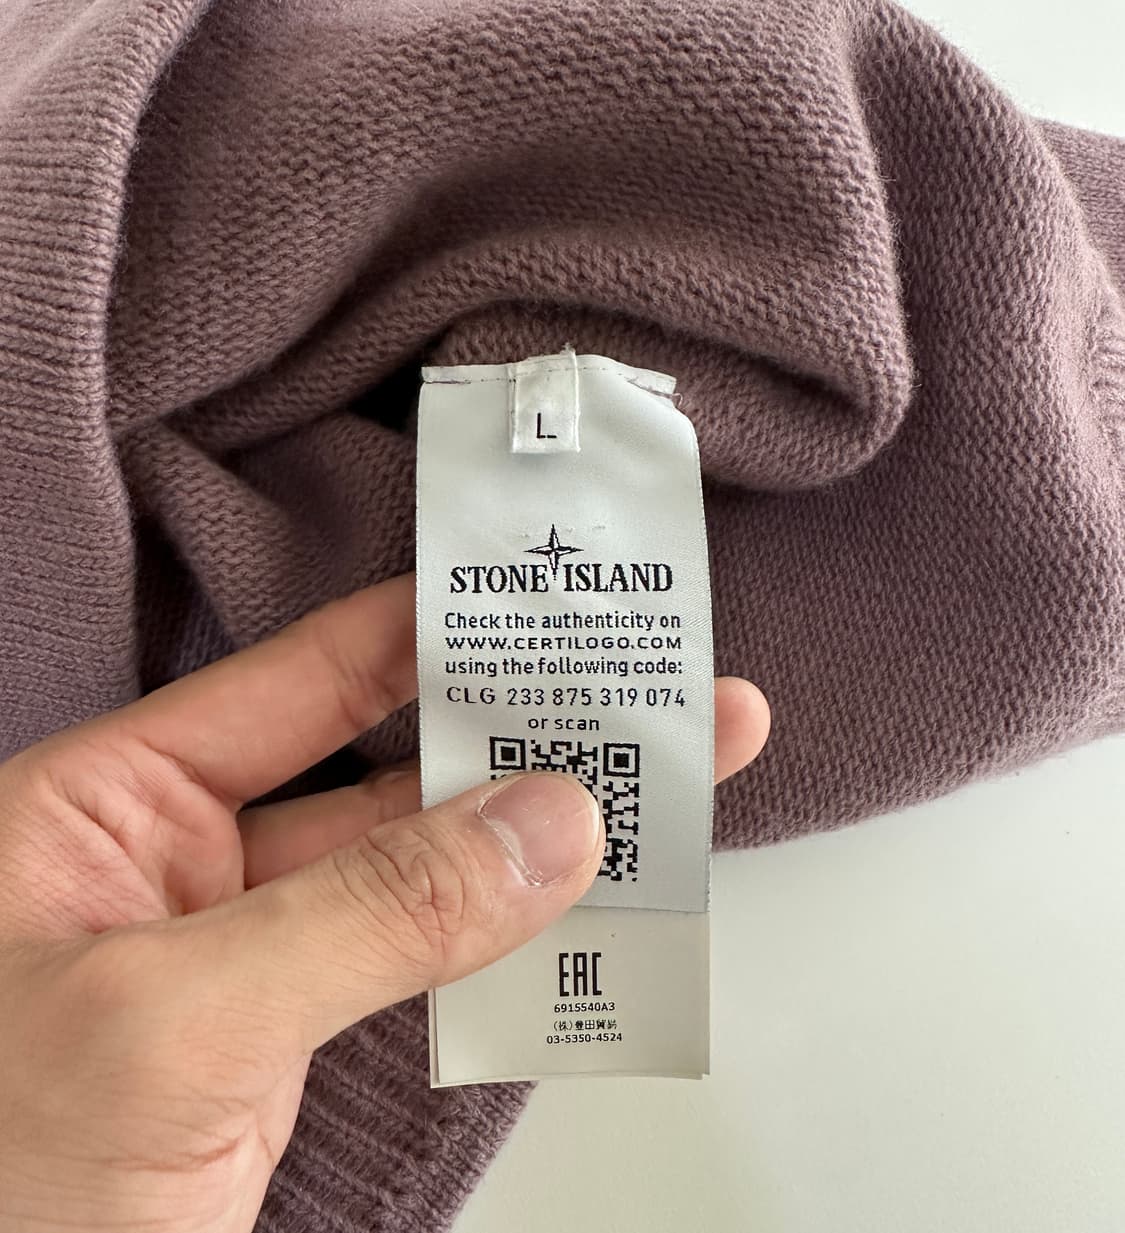 L
STONE ISLAND
Check the authenticity on
WWW.CERTILOGO.COM
using the following code:
CLG 233 875 319 074
or scan
EAC
6915540A3
(株)豊田貿易
03-5350-4524